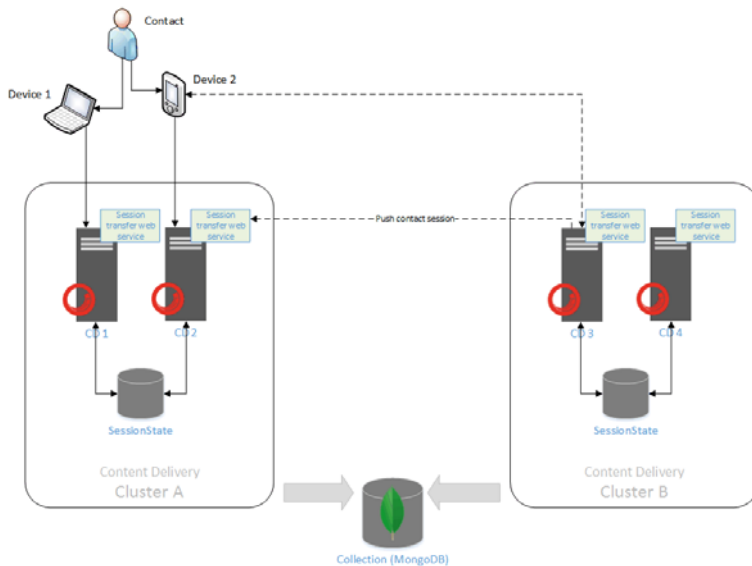 Contact
Device 1
Device 2
Session
transfer web
service
Session
transfer web
service
Push contact session
Session
transfer web
service
Session
transfer web
service
CD 1
CD 2
CD 3
CD 4
SessionState
SessionState
Content Delivery
Cluster A
Content Delivery
Cluster B
Collection (MongoDB)